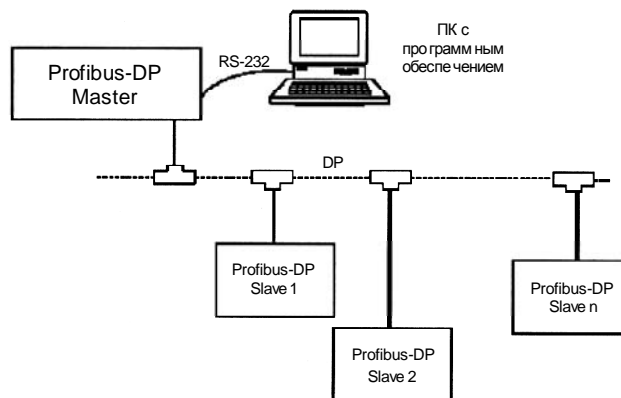 ПК с
программным
обеспечением
RS-232
Profibus-DP
Master
DP
Profibus-DP
Slave 1
Profibus-DP
Slave 2
Profibus-DP
Slave n